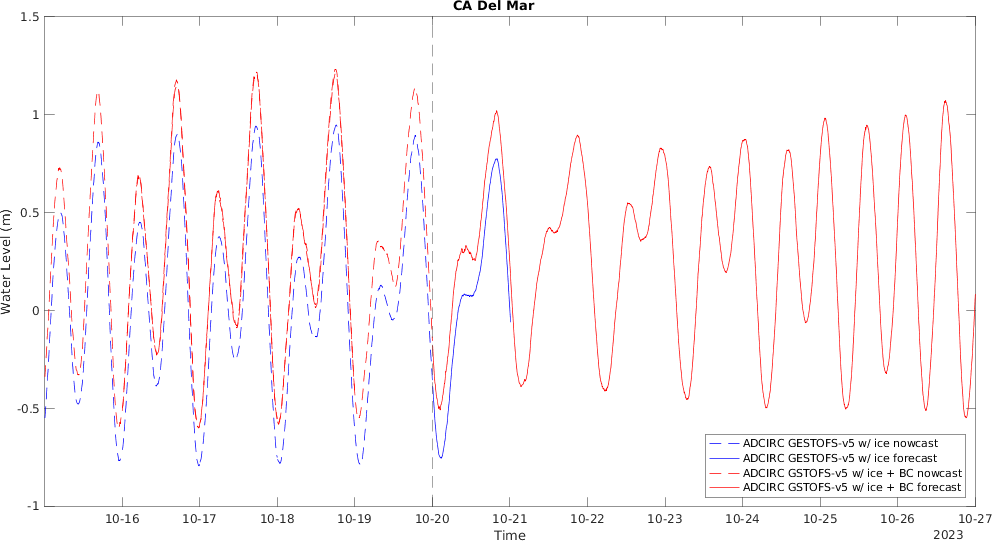 CA Del Mar
1.5
1
0.5
0
-0.5
-1
Water Level (m)
10-16 10-17 10-18 10-19 10-20 10-21 10-22 10-23 10-24 10-25 10-26 10-27
Time
2023
ADCIRC GESTOFS-v5 w/ ice nowcast
ADCIRC GESTOFS-v5 w/ ice forecast
ADCIRC GSTOFS-v5 w/ ice + BC nowcast
ADCIRC GSTOFS-v5 w/ ice + BC forecast